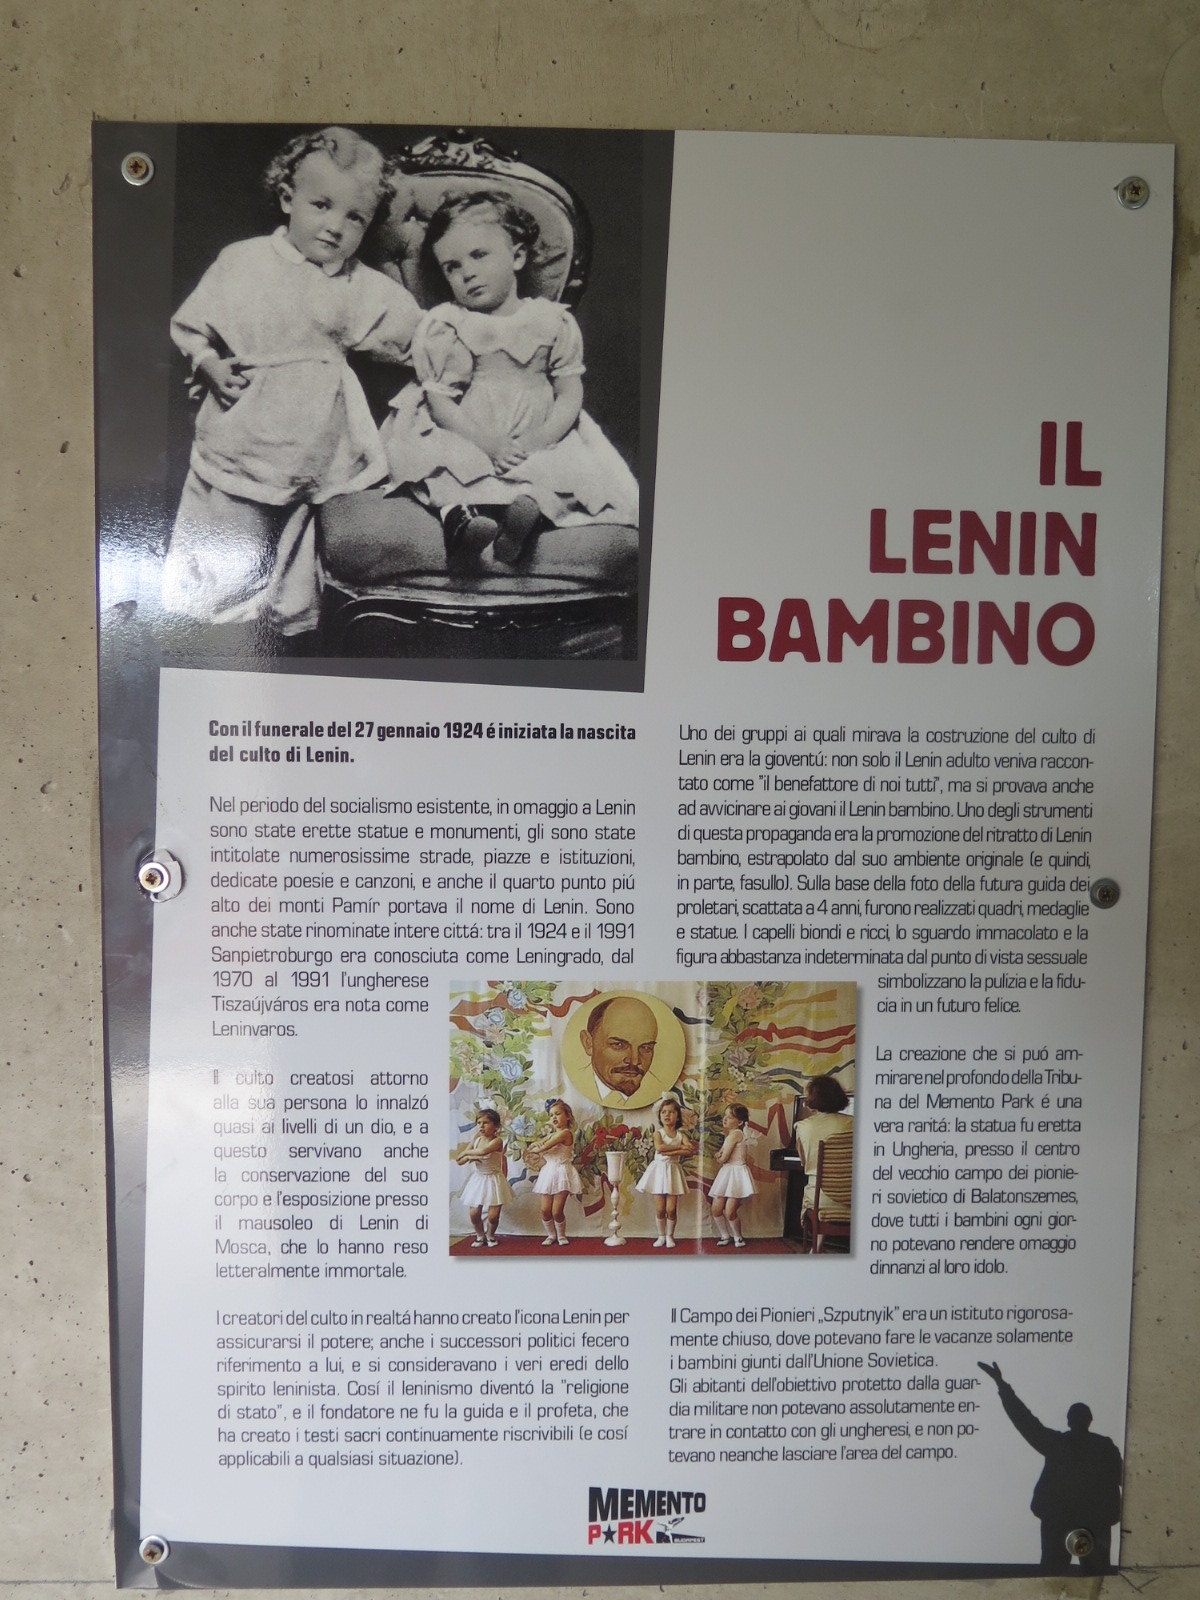 IL
LENIN
BAMBINO
Con il funerale del 27 gennaio 1924 é iniziata la nascita
del culto di Lenin.
Nel periodo del socialismo esistente, in omaggio a Lenin
sono state erette statue e monumenti, gli sono state
intitolate numerosissime strade, piazze e istituzioni,
dedicate poesie e canzoni, e anche il quarto punto piú
alto dei monti Pamír portava il nome di Lenin. Sono
anche state rinominate intere cittá: tra il 1924 e il 1991
Sanpietroburgo era conosciuta come Leningrado, dal
1970 al 1991 l'ungherese
Tiszaújváros era nota come
Leninvaros.
Il culto creatosi attorno
alla sua persona lo innalzó
quasi ai livelli di un dio, e a
questo servivano anche
la conservazione del suo
corpo e l'esposizione presso
il mausoleo di Lenin di
Mosca, che lo hanno reso
letteralmente immortale.
I creatori del culto in realtá hanno creato l'icona Lenin per
assicurarsi il potere; anche i successori politici fecero
riferimento a lui, e si consideravano i veri eredi dello
spirito leninista. Cosí il leninismo diventó la "religione
di stato", e il fondatore ne fu la guida e il profeta, che
ha creato i testi sacri continuamente riscrivibili (e cosí
applicabili a qualsiasi situazione).
Uno dei gruppi ai quali mirava la costruzione del culto di
Lenin era la gioventú: non solo il Lenin adulto veniva raccon-
tato come "il benefattore di noi tutti", ma si provava anche
ad avvicinare ai giovani il Lenin bambino. Uno degli strumenti
di questa propaganda era la promozione del ritratto di Lenin
bambino, estrapolato dal suo ambiente originale (e quindi,
in parte, fasullo). Sulla base della foto della futura guida dei
proletari, scattata a 4 anni, furono realizzati quadri, medaglie
e statue. I capelli biondi e ricci, lo sguardo immacolato e la
figura abbastanza indeterminata dal punto di vista sessuale
simbolizzano la pulizia e la fidu-
cia in un futuro felice.
La creazione che si puó am-
mirare nel profondo della Tribu-
na del Memento Park é una
vera raritá: la statua fu eretta
in Ungheria, presso il centro
del vecchio campo dei pionie-
ri sovietico di Balatonszemes,
dove tutti i bambini ogni gior-
no potevano rendere omaggio
dinnanzi al loro idolo.
Il Campo dei Pionieri „Szputnyik" era un istituto rigorosa-
mente chiuso, dove potevano fare le vacanze solamente
i bambini giunti dall'Unione Sovietica.
Gli abitanti dell'obiettivo protetto dalla guar-
dia militare non potevano assolutamente en-
trare in contatto con gli ungheresi, e non po-
tevano neanche lasciare l'area del campo.
MEMENTO
PARK BUDAPEST